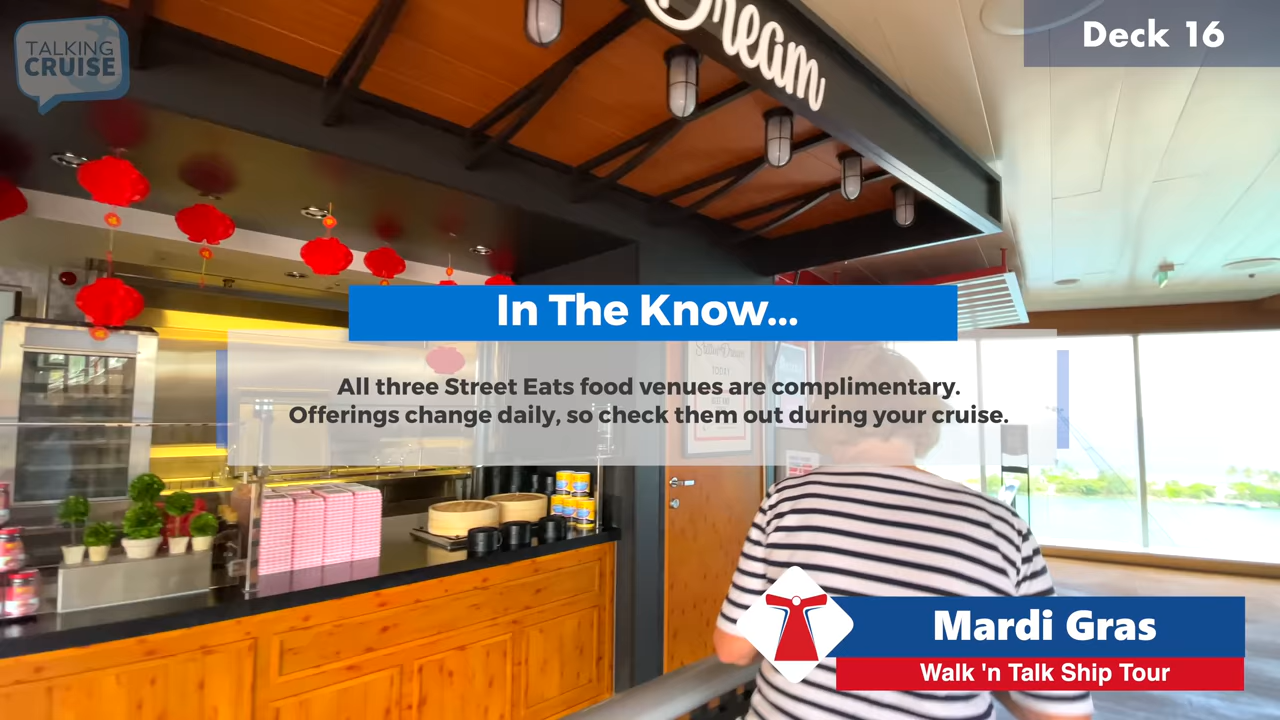 TALKING
CRUISE
Deck 16
Dream
In The Know...
All three Street Eats food venues are complimentary.
Offerings change daily, so check them out during your cruise.
TODAY
Mardi Gras
Walk 'n Talk Ship Tour